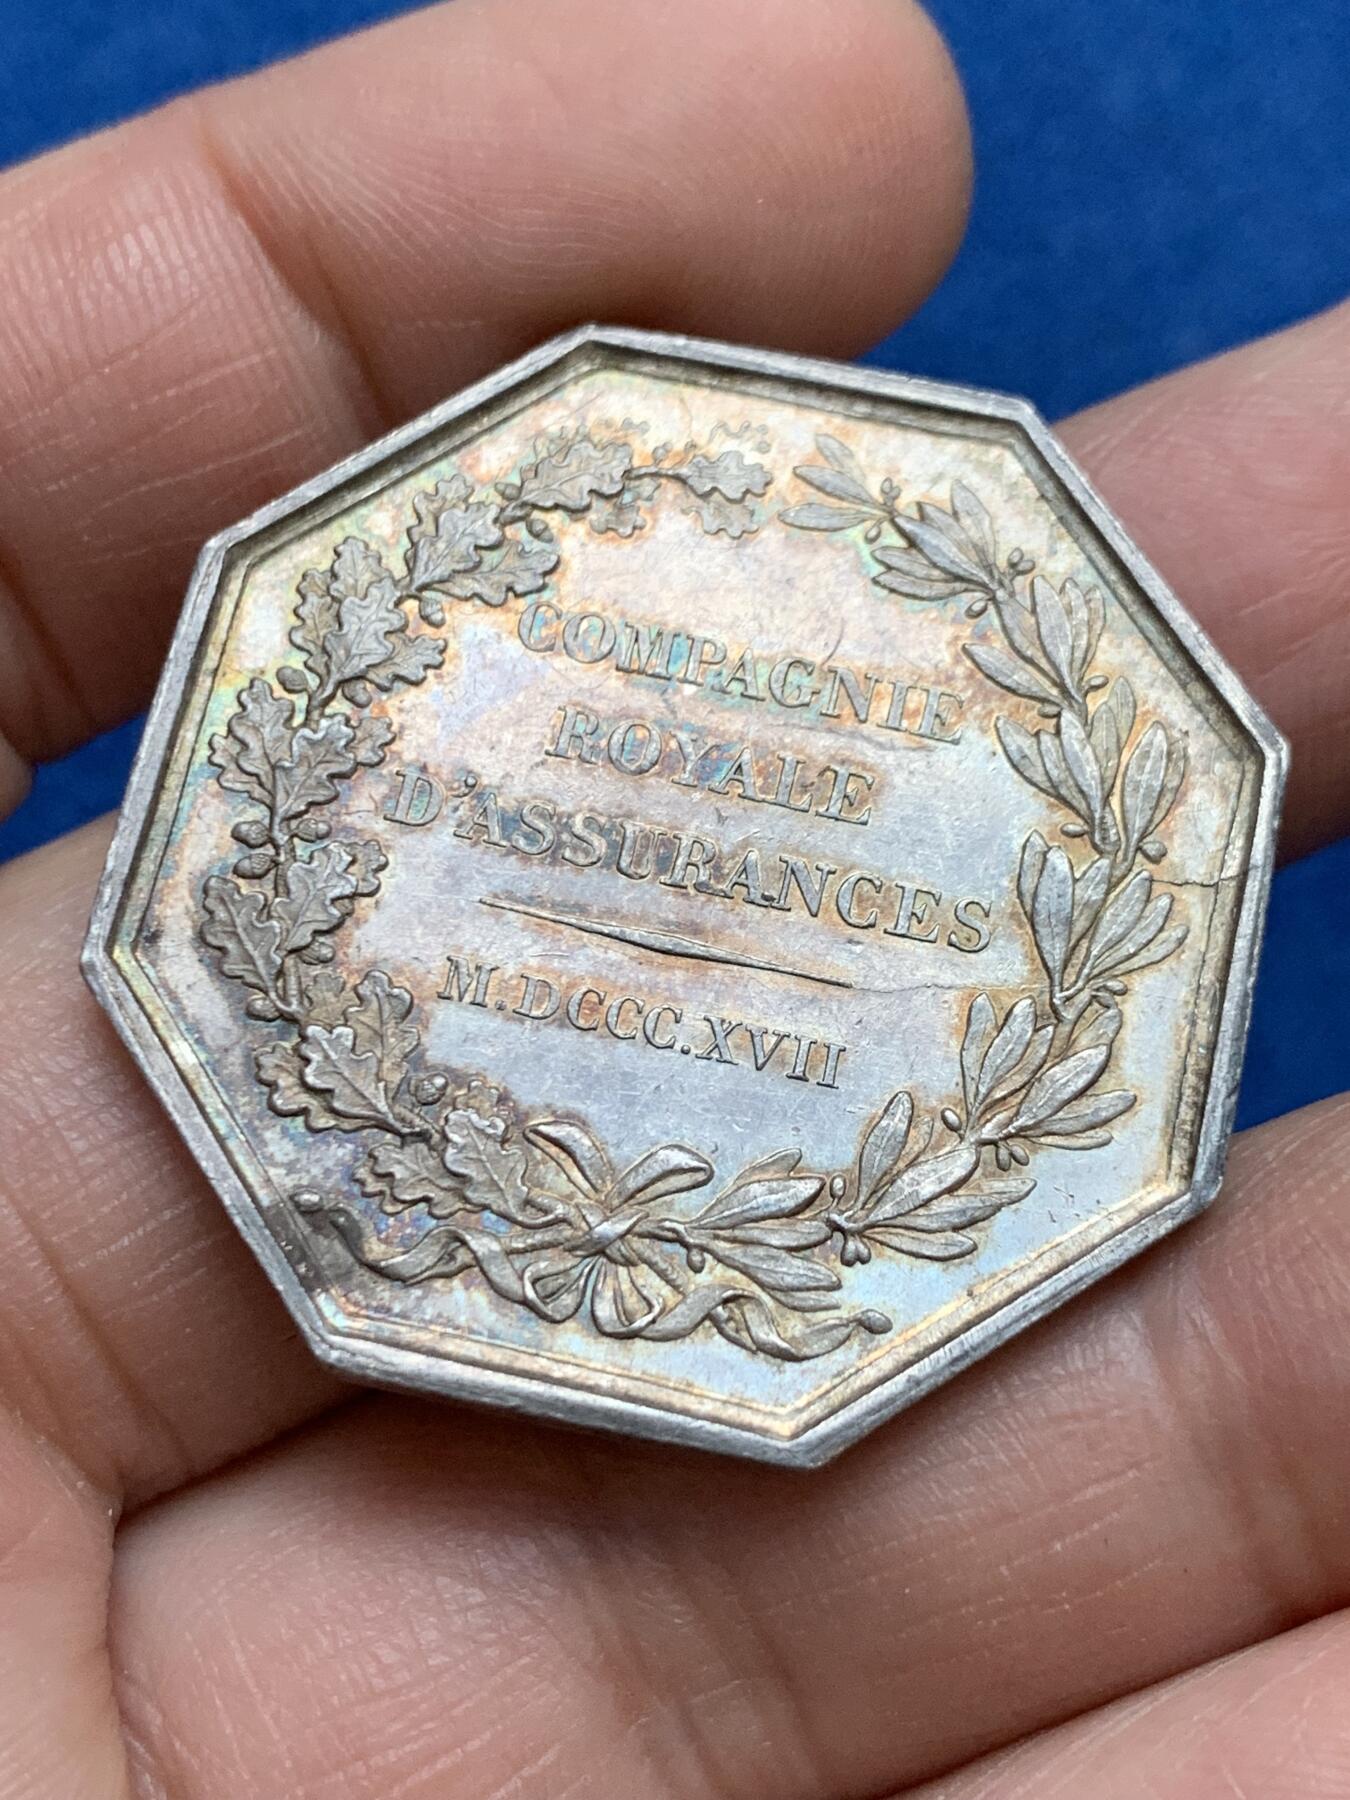 COMPAGNIE
ROYALE
D'ASSURANCES
M.DCCC.XVII